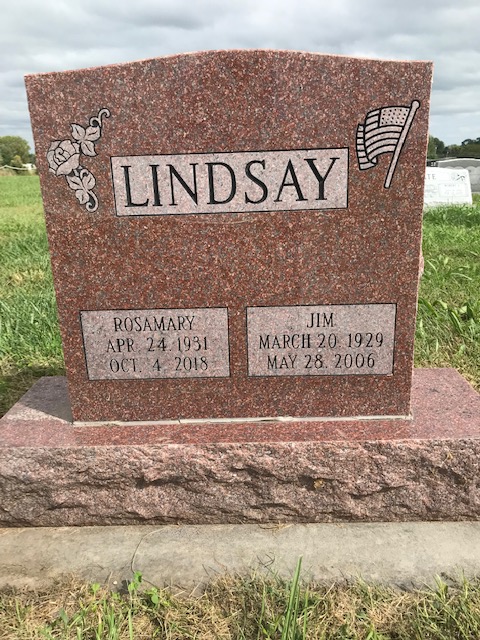 LINDSAY
ROSAMARY
APR. 24. 1931
OCT. 4. 2018
JIM
MARCH 20. 1929
MAY 28. 2006